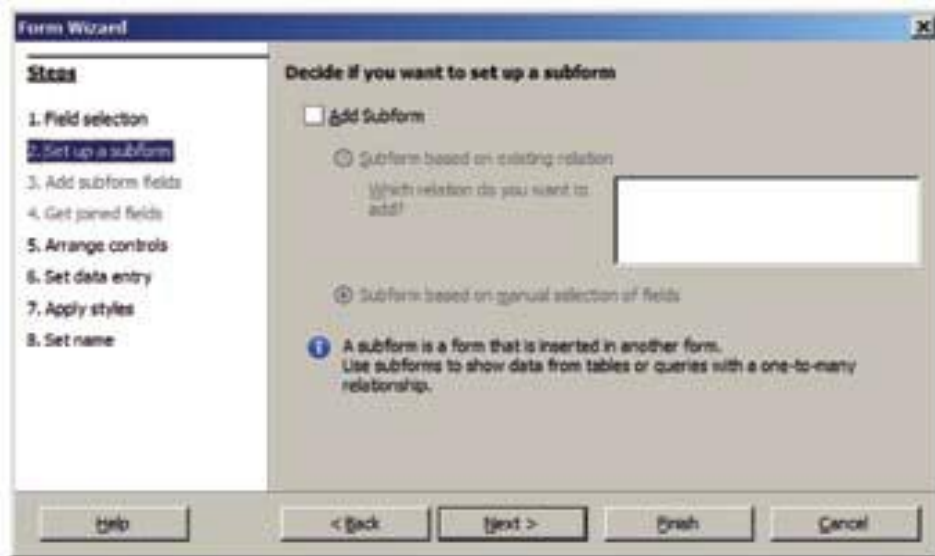 Form Wizard
Steps
1. Field selection
2. Set up a subform
3. Add subform fields
4. Get joined fields
5. Arrange controls
6. Set data entry
7. Apply styles
8. Set name
Decide if you want to set up a subform
Add Subform
Subform based on existing relation
Which relation do you want to
add?
Subform based on manual selection of fields
A subform is a form that is inserted in another form.
Use subforms to show data from tables or queries with a one-to-many
relationship.
Help
< Back
Next >
Finish
Cancel